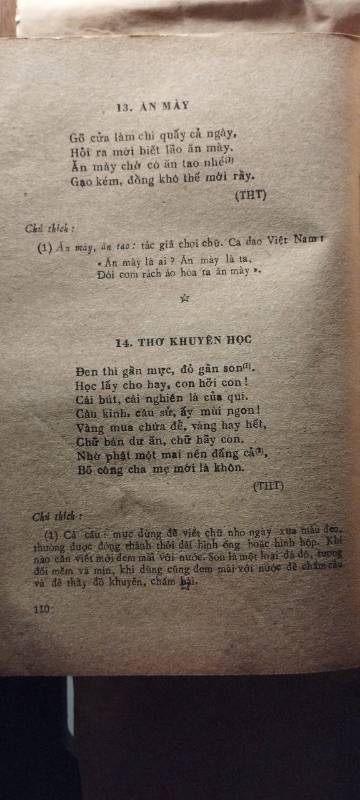 13. ĂN MÀY
Gõ cửa làm chi quấy cả ngày,
Hỏi ra mới biết lão ăn mày.
Ăn mày chớ có ăn tao nhé(1)
Gạo kém, đồng khô thế mới rầy.
(THT)
Chú thích :
(1) Ăn mày, ăn tao : tác giả chơi chữ. Ca dao Việt Nam :
« Ăn mày là ai ? Ăn mày là ta,
Đói cơm rách áo hóa ra ăn mày ».
☆
14. THƠ KHUYÊN HỌC
Đen thì gần mực, đỏ gần son(1).
Học lấy cho hay, con hỡi con !
Cái bút, cái nghiên là của quí.
Câu kinh, câu sử, ấy mùi ngon !
Vàng mua chứa để, vàng hay hết,
Chữ bán dư ăn, chữ hãy còn.
Nhờ phật một mai nên đấng cả(2),
Bõ công cha mẹ mới là khôn.
(THT)
Chú thích :
(1) Cả câu : mực dùng để viết chữ nho ngày xưa màu đen,
thường được đóng thành thỏi dài hình ống hoặc hình hộp. Khi
nào cần viết mới đem mài với nước. Son là một loại đá đỏ, tương
đối mềm và mịn, khi dùng cũng đem mài với nước để chấm câu
và để thầy đồ khuyên, chấm bài.
110